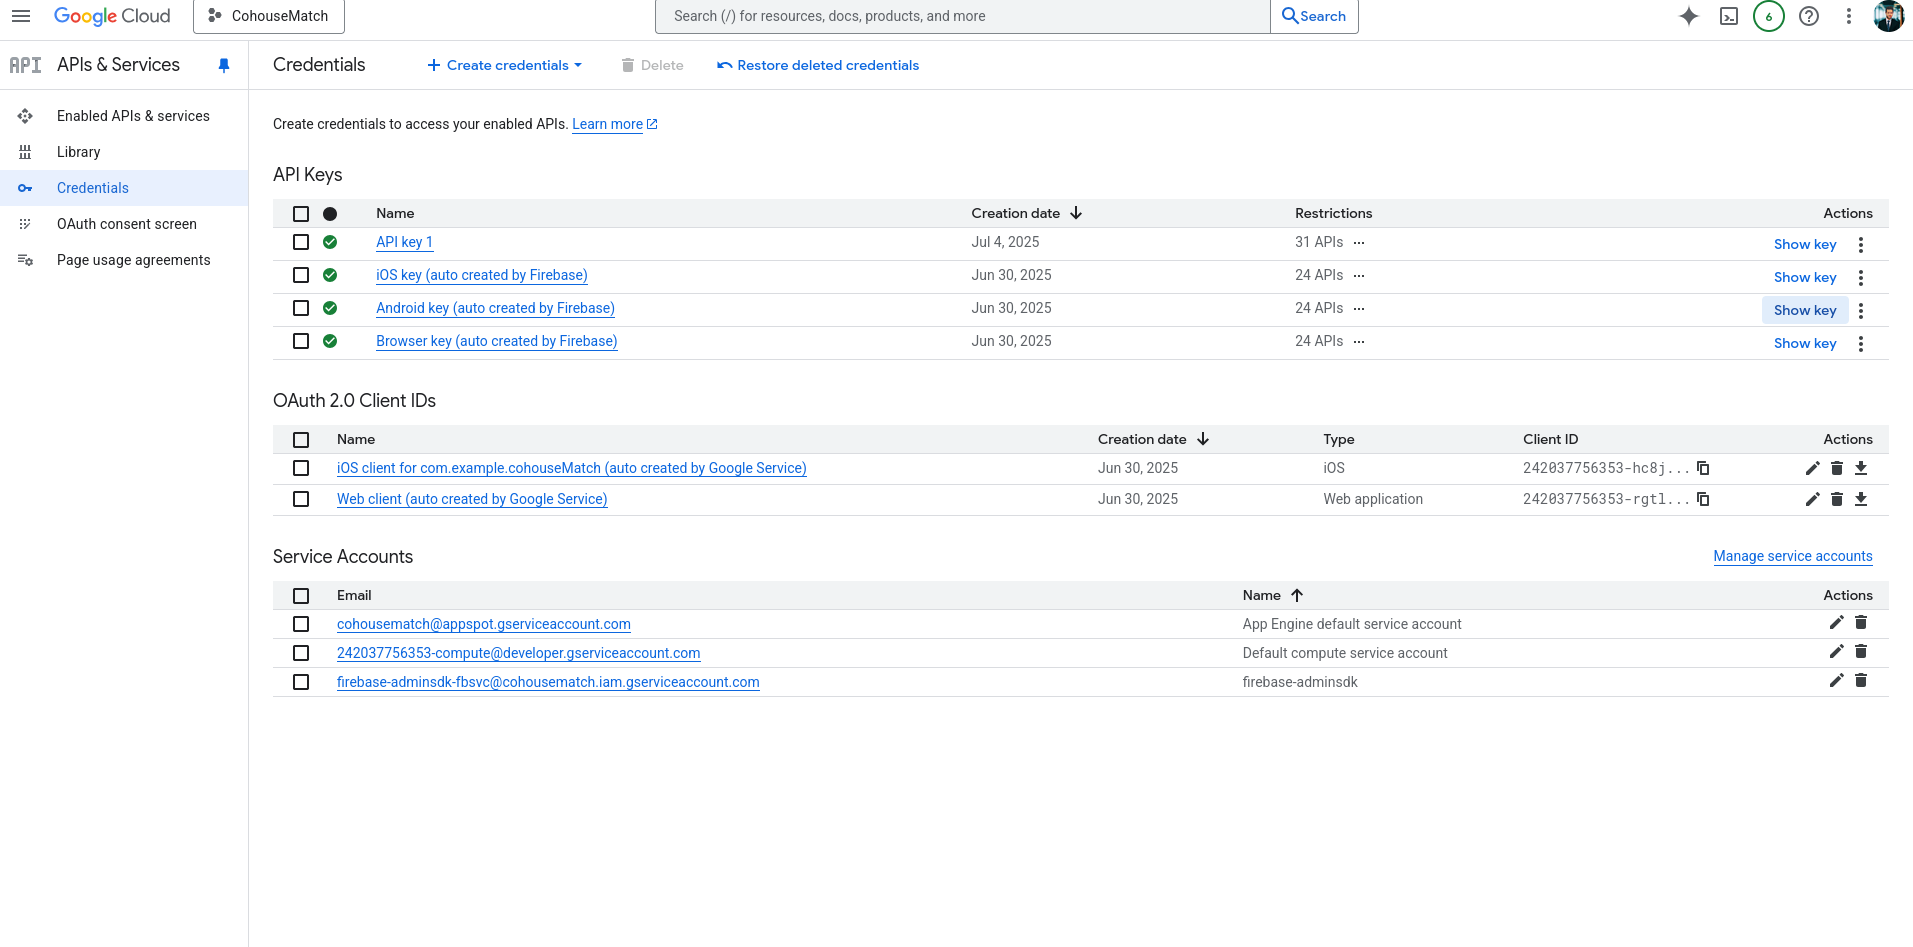 Google Cloud
CohouseMatch
Search (/) for resources, docs, products, and more
Search
6
API APIs & Services
Enabled APIs & services
Library
Credentials
OAuth consent screen
Page usage agreements
Credentials
Create credentials
Delete
Restore deleted credentials
Create credentials to access your enabled APIs. Learn more
API Keys
Name Creation date Restrictions Actions
API key 1 Jul 4, 2025 31 APIs ... Show key
iOS key (auto created by Firebase) Jun 30, 2025 24 APIs ... Show key
Android key (auto created by Firebase) Jun 30, 2025 24 APIs ... Show key
Browser key (auto created by Firebase) Jun 30, 2025 24 APIs ... Show key
OAuth 2.0 Client IDs
Name Creation date Type Client ID Actions
iOS client for com.example.cohouseMatch (auto created by Google Service) Jun 30, 2025 iOS 242037756353-hc8j...
Web client (auto created by Google Service) Jun 30, 2025 Web application 242037756353-rgtl...
Service Accounts Manage service accounts
Email Name Actions
cohousematch@appspot.gserviceaccount.com App Engine default service account
242037756353-compute@developer.gserviceaccount.com Default compute service account
firebase-adminsdk-fbsvc@cohousematch.iam.gserviceaccount.com firebase-adminsdk